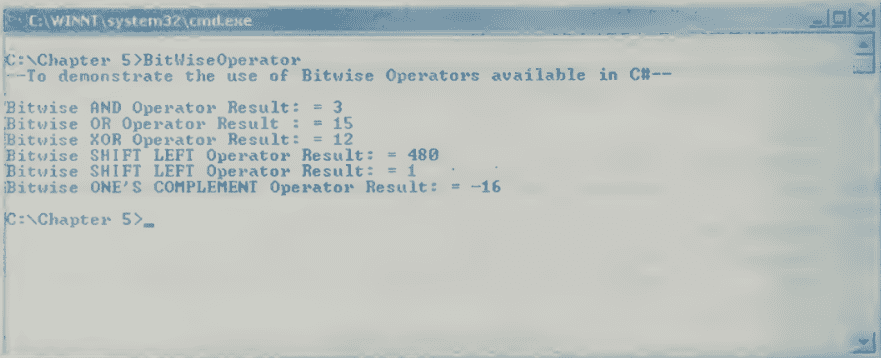 C:\WINNT\system32\cmd.exe
C:\Chapter 5>BitWiseOperator
--To demonstrate the use of Bitwise Operators available in C#--
Bitwise AND Operator Result: = 3
Bitwise OR Operator Result : = 15
Bitwise XOR Operator Result: = 12
Bitwise SHIFT LEFT Operator Result: = 480
Bitwise SHIFT LEFT Operator Result: = 1
Bitwise ONE'S COMPLEMENT Operator Result: = -16
C:\Chapter 5>_